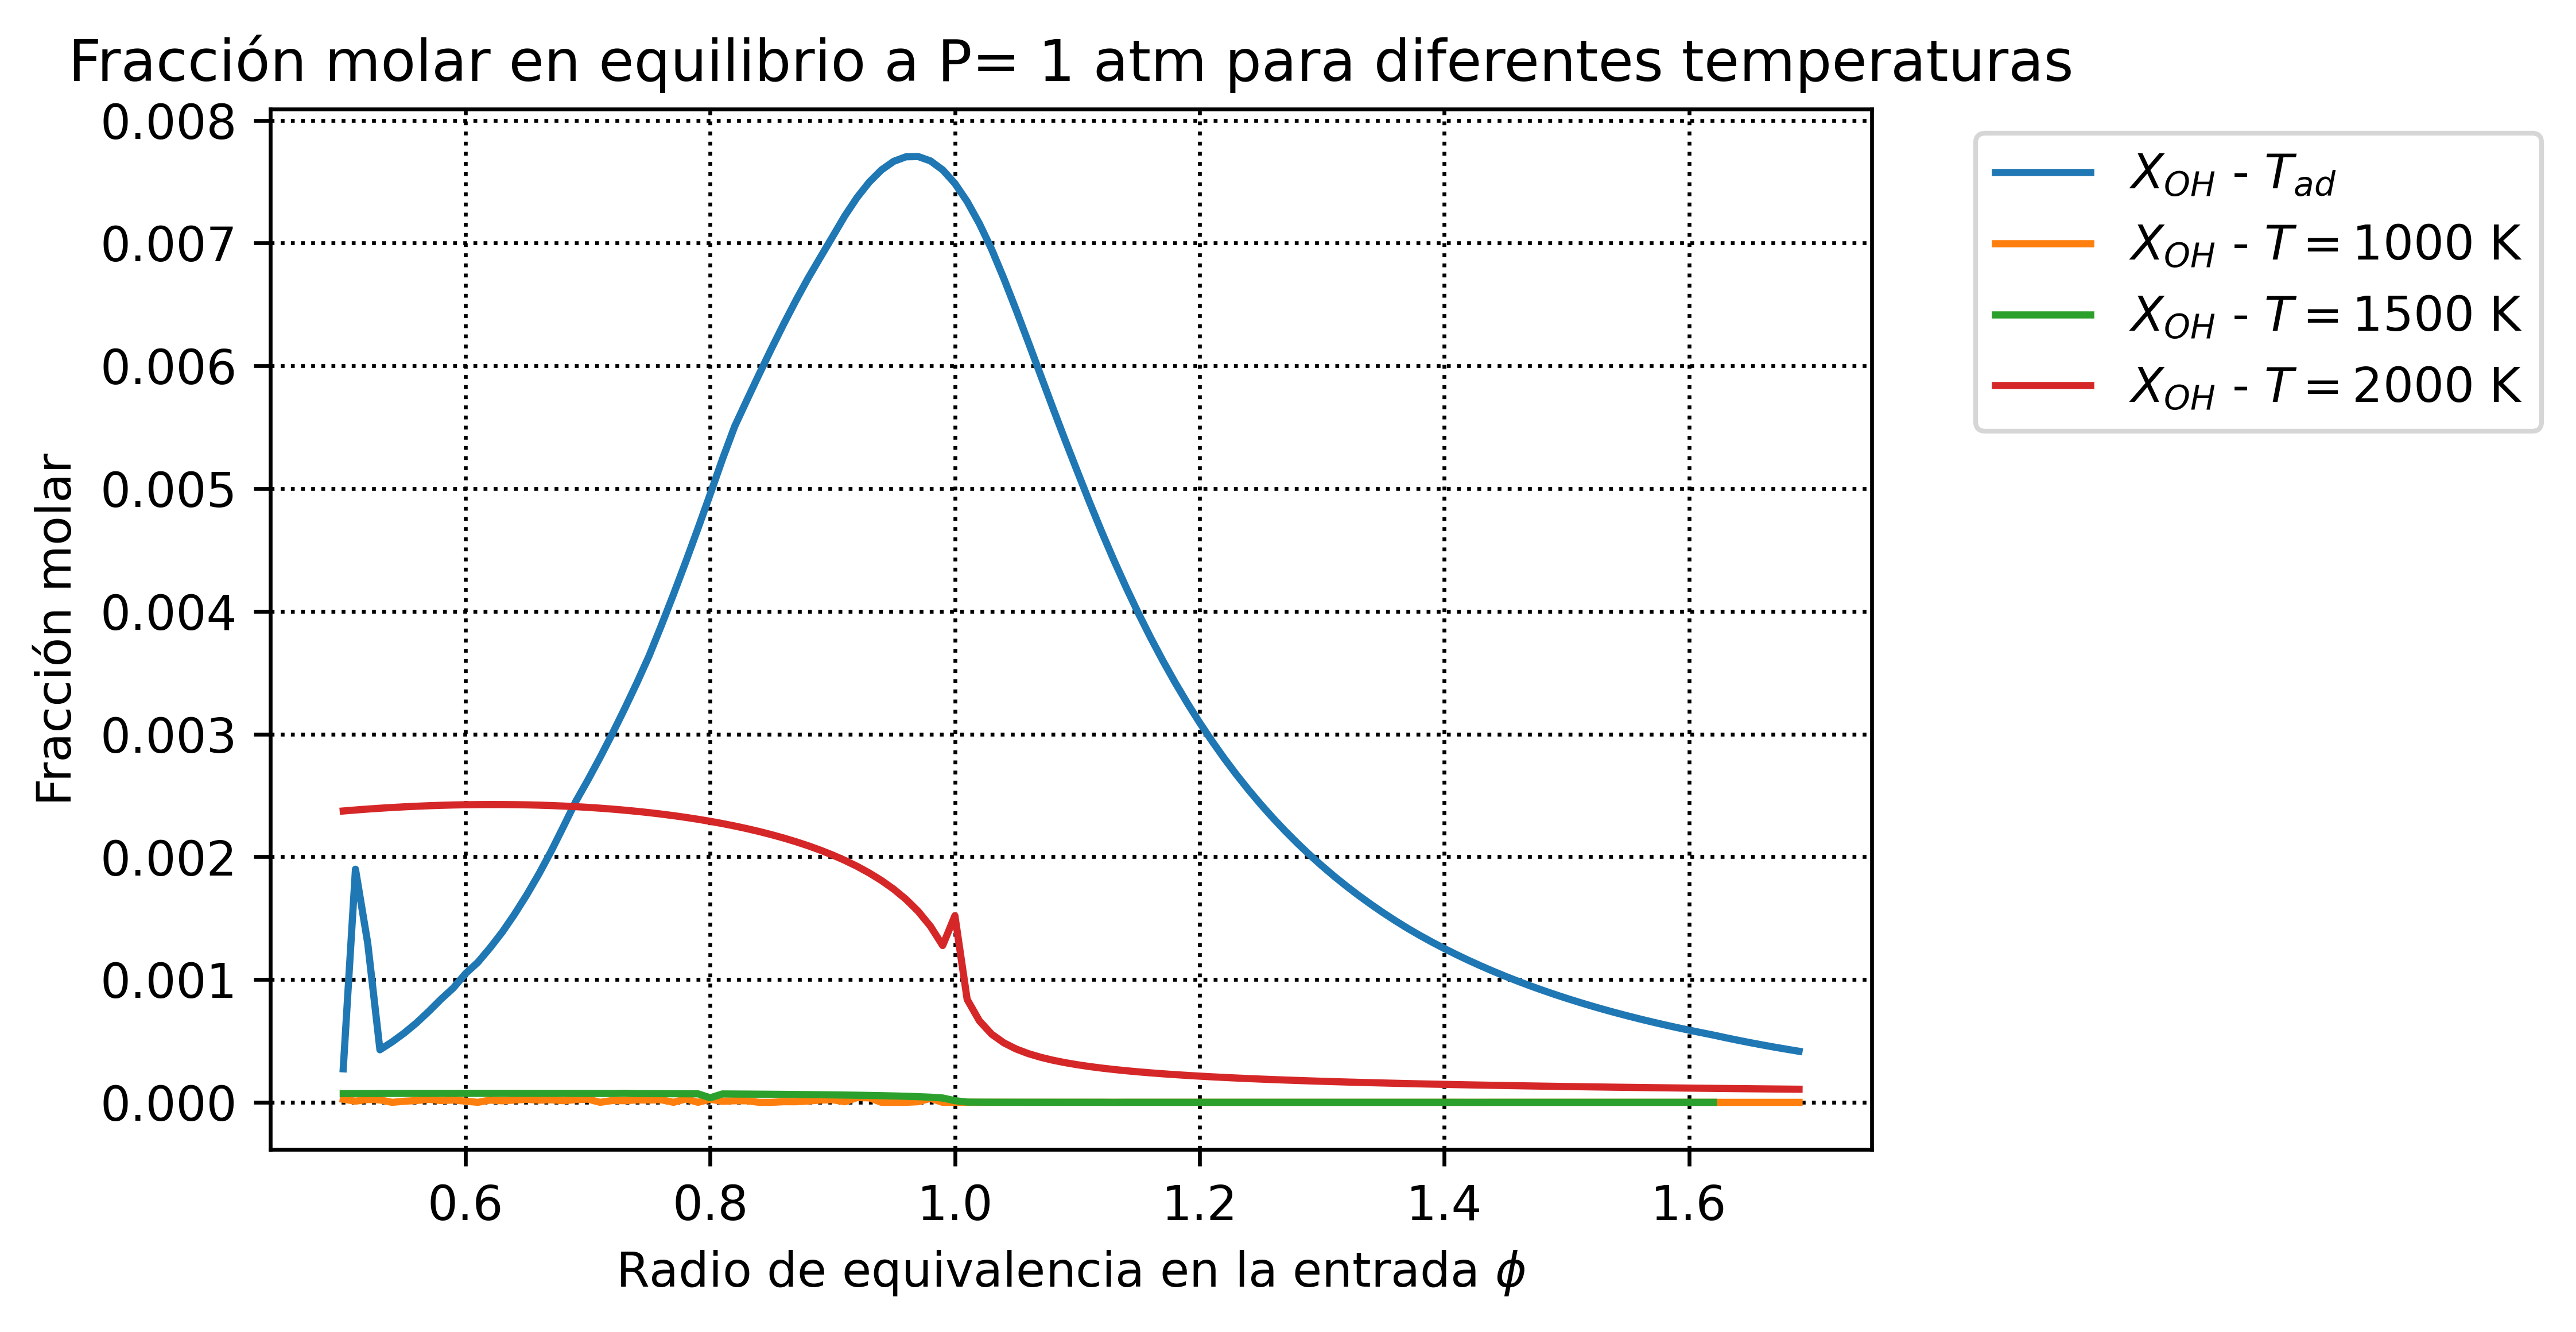 Fracción molar en equilibrio a P= 1 atm para diferentes temperaturas
0.008
0.007
0.006
0.005
0.004
0.003
0.002
0.001
0.000
Fracción molar
0.6 0.8 1.0 1.2 1.4 1.6
Radio de equivalencia en la entrada ϕ
X_OH - T_ad
X_OH - T = 1000 K
X_OH - T = 1500 K
X_OH - T = 2000 K